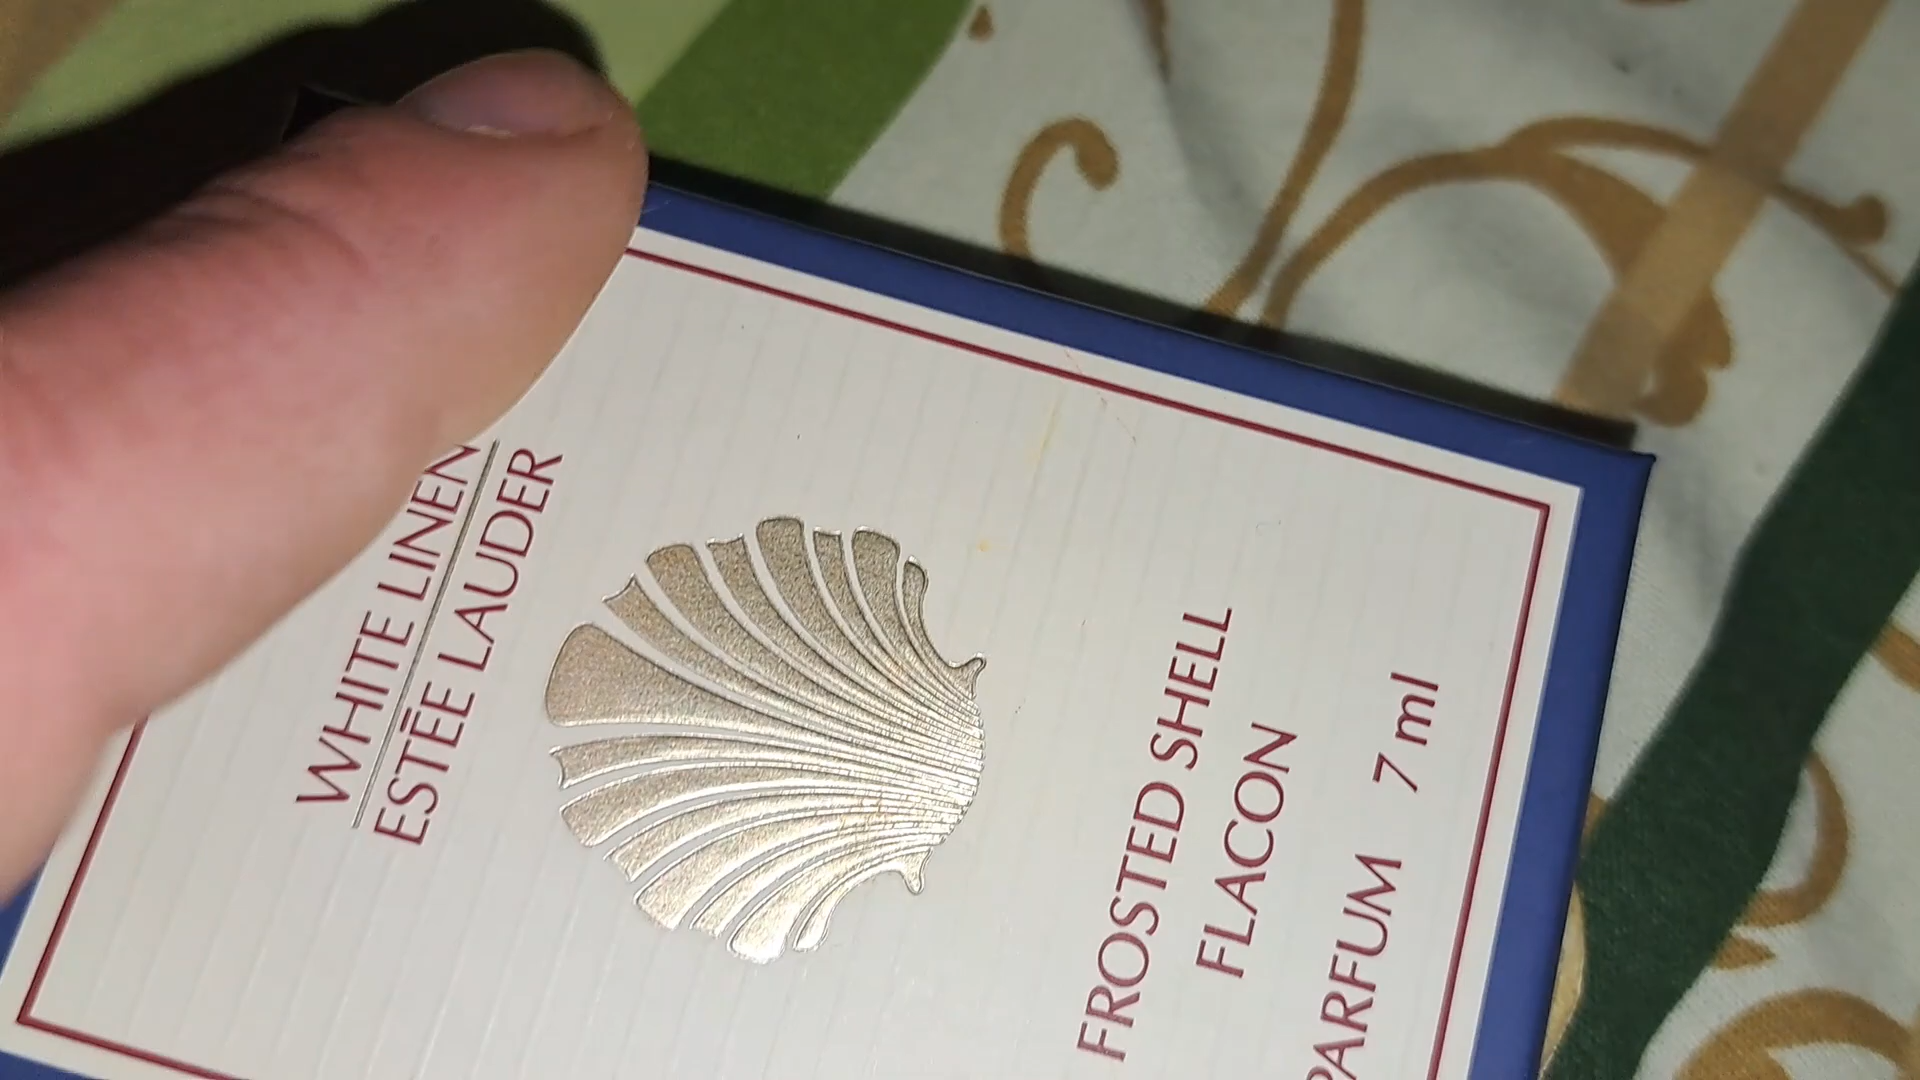 WHITE LINEN
ESTĒE LAUDER
FROSTED SHELL
FLACON
PARFUM 7 ml